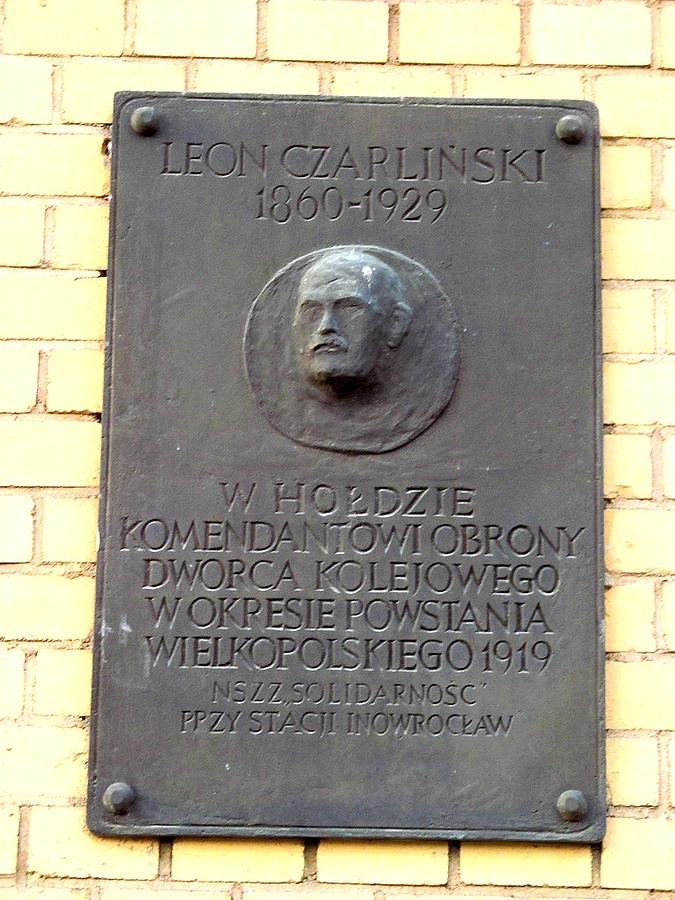 LEON CZARLIŃSKI
1860-1929
W HOŁDZIE
KOMENDANTOWI OBRONY
DWORCA KOLEJOWEGO
W OKRESIE POWSTANIA
WIELKOPOLSKIEGO 1919
NSZZ „SOLIDARNOŚĆ"
PRZY STACJI INOWROCŁAW